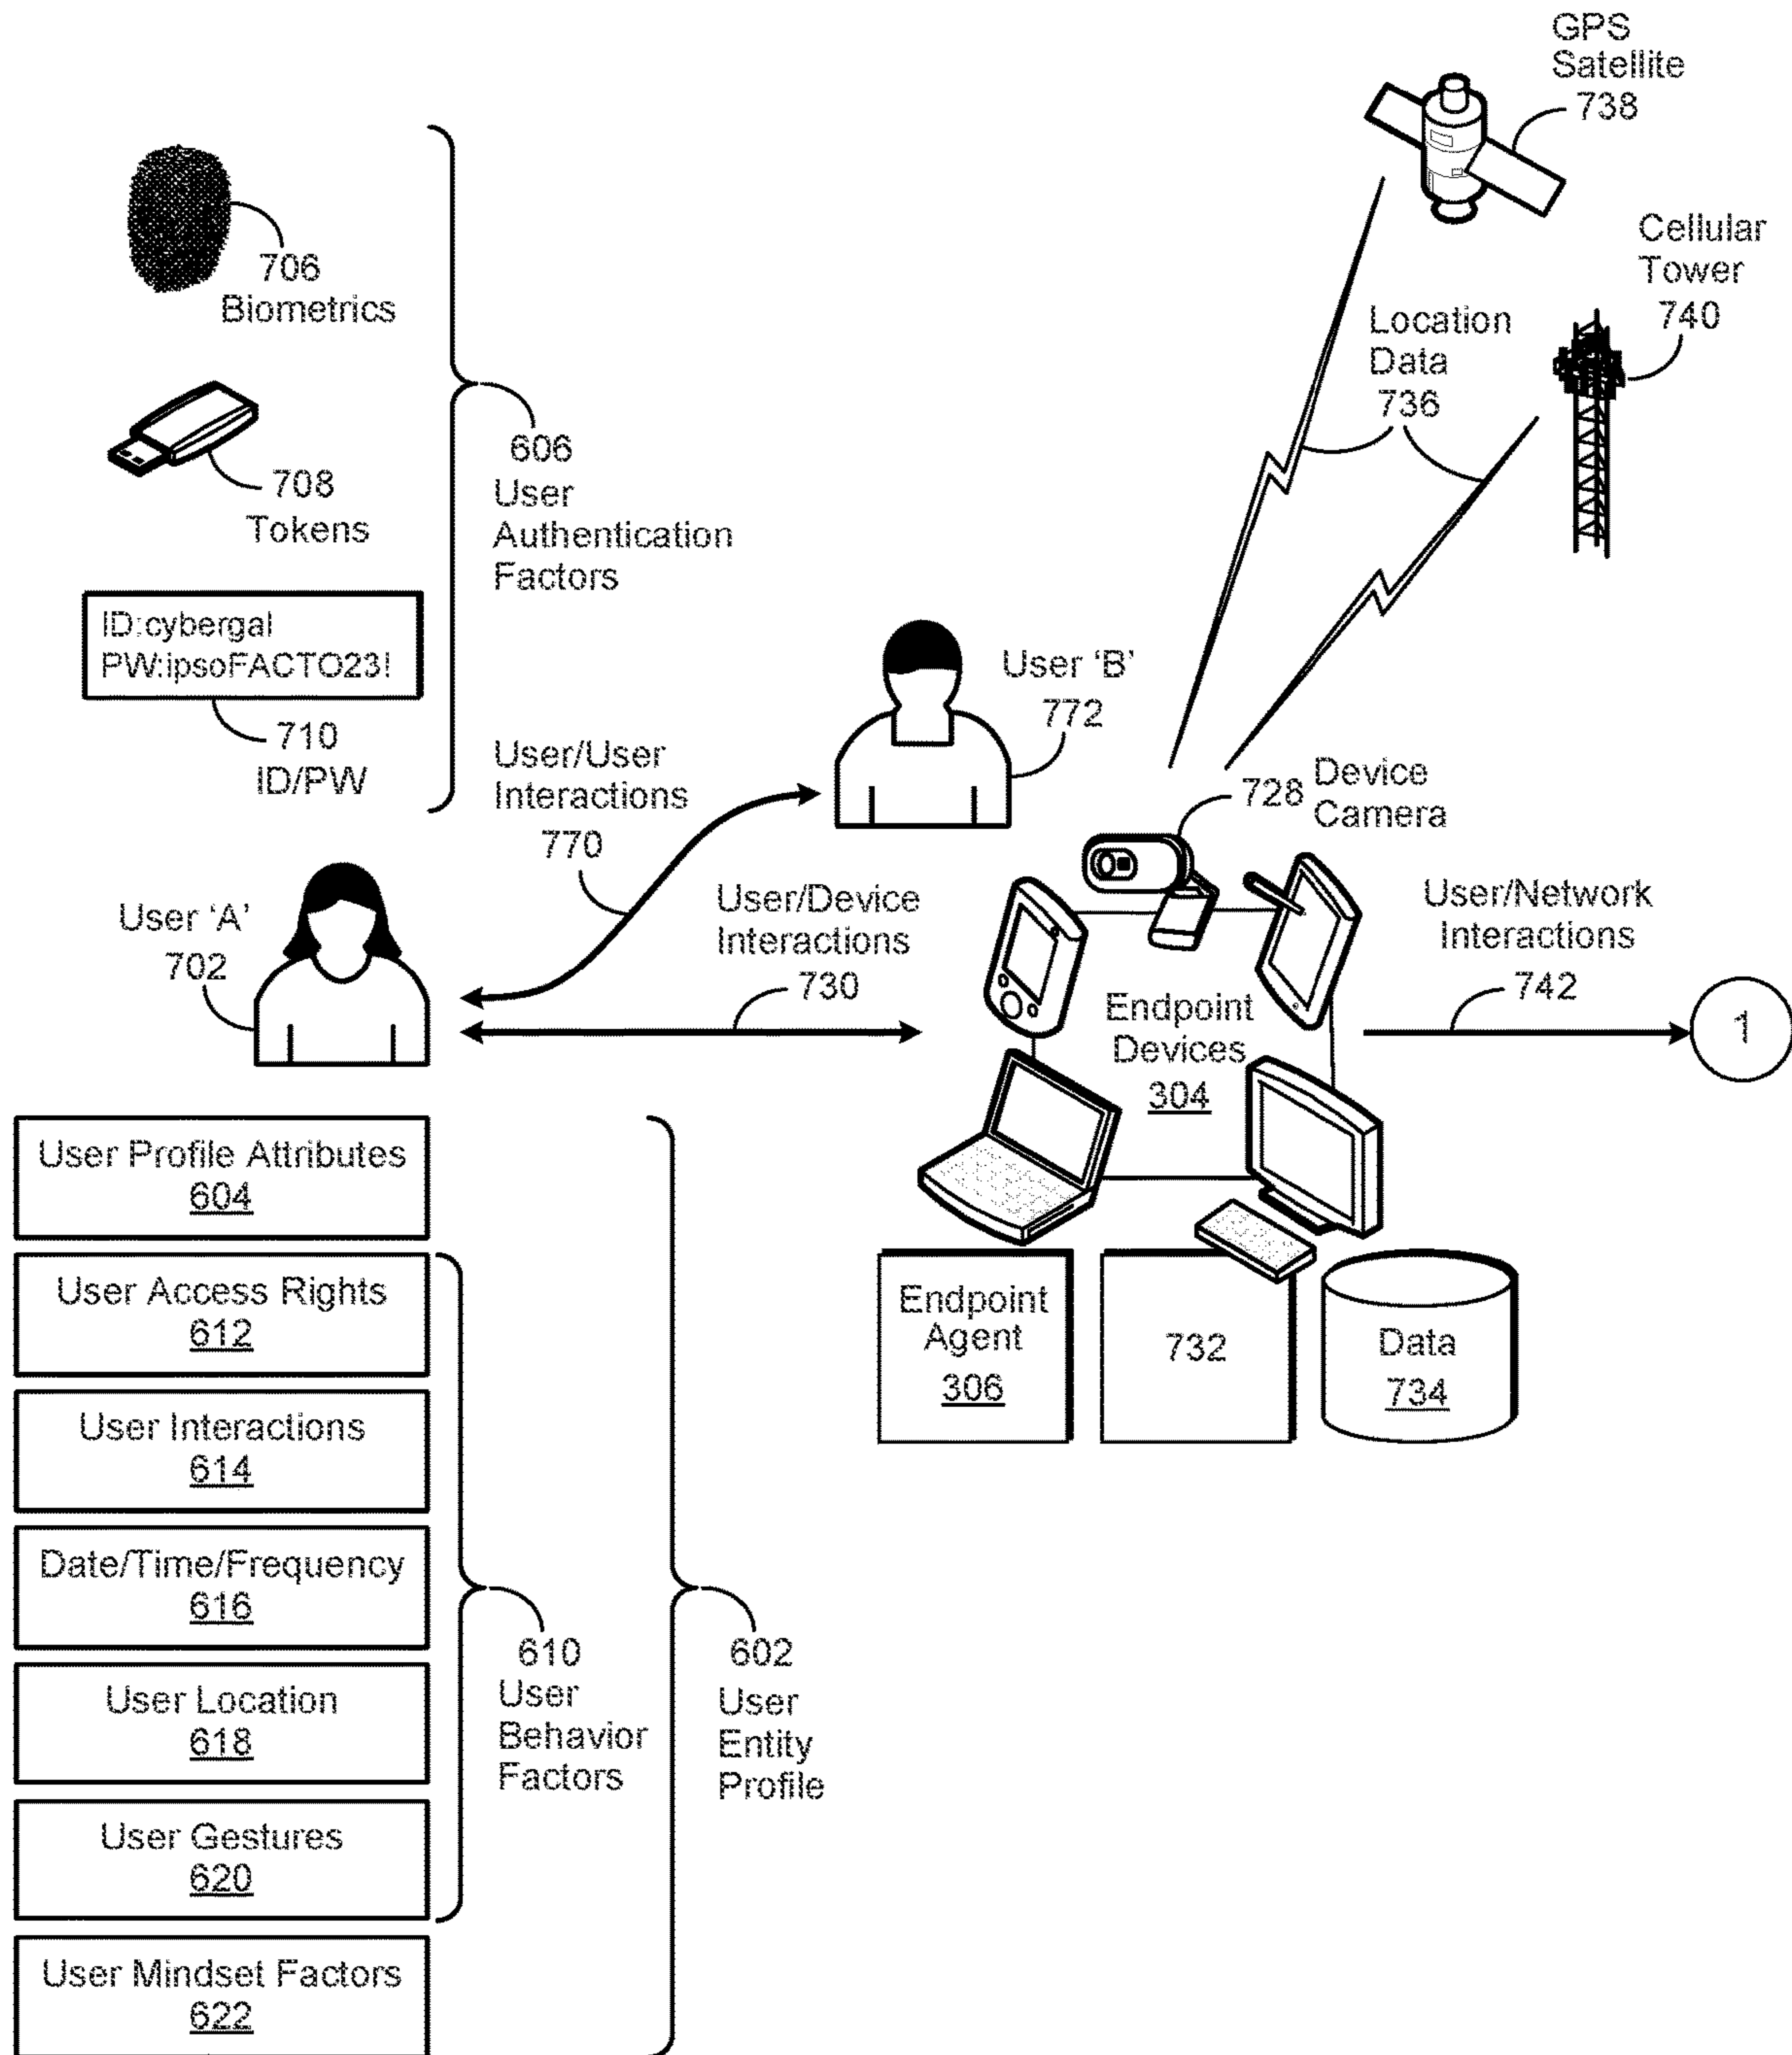 GPS
Satellite
738
Cellular
Tower
740
Location
Data
736
706
Biometrics
708
Tokens
606
User
Authentication
Factors
ID:cybergal
PW:ipsoFACTO23!
710
ID/PW
User/User
Interactions
770
User 'B'
772
728
Device
Camera
User 'A'
702
User/Device
Interactions
730
User/Network
Interactions
742
1
Endpoint
Devices
304
User Profile Attributes
604
User Access Rights
612
User Interactions
614
Date/Time/Frequency
616
User Location
618
User Gestures
620
User Mindset Factors
622
610
User
Behavior
Factors
602
User
Entity
Profile
Endpoint
Agent
306
732
Data
734